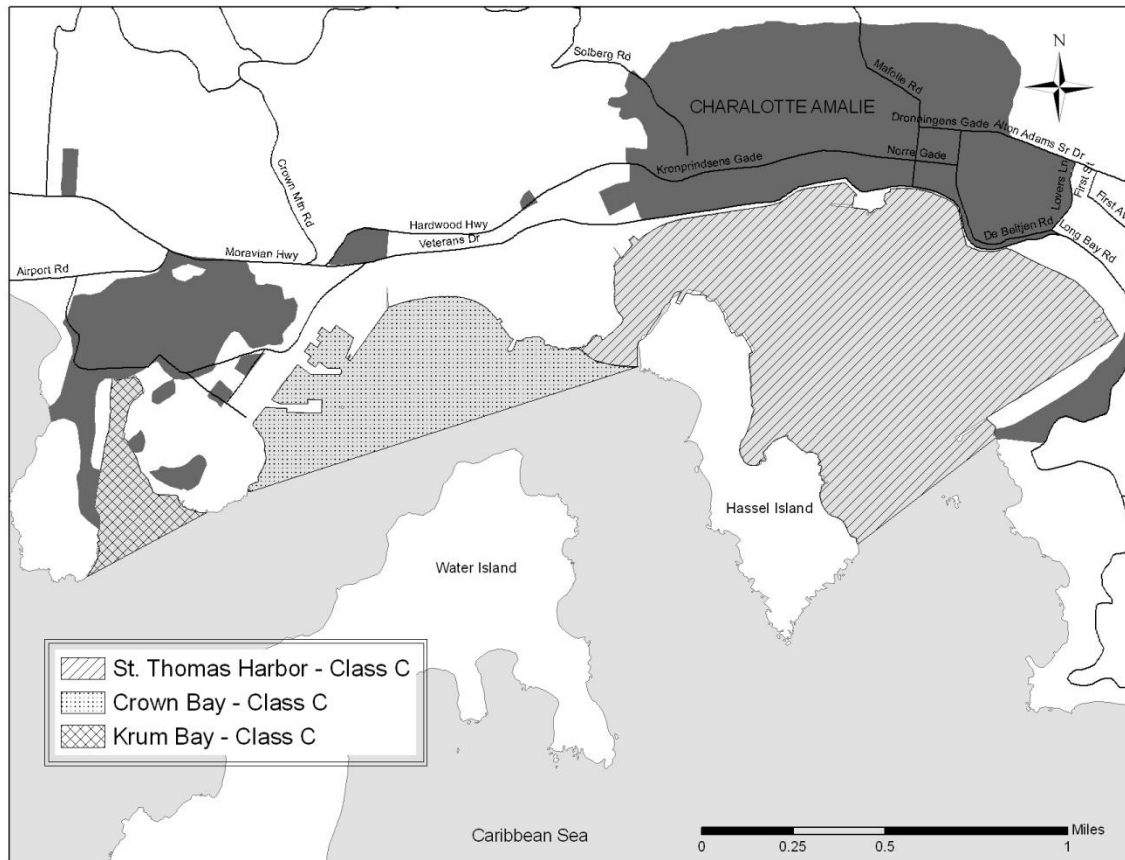 Solberg Rd
Mafolie Rd
N
CHARALOTTE AMALIE
Dronningens Gade
Alton Adams Sr Dr
Kronprindsens Gade
Norre Gade
Lovers Ln
First St
First Av
Crown Mtn Rd
Hardwood Hwy
Veterans Dr
De Beltjen Rd
Long Bay Rd
Moravian Hwy
Airport Rd
Hassel Island
Water Island
St. Thomas Harbor - Class C
Crown Bay - Class C
Krum Bay - Class C
Caribbean Sea
Miles
0 0.25 0.5 1